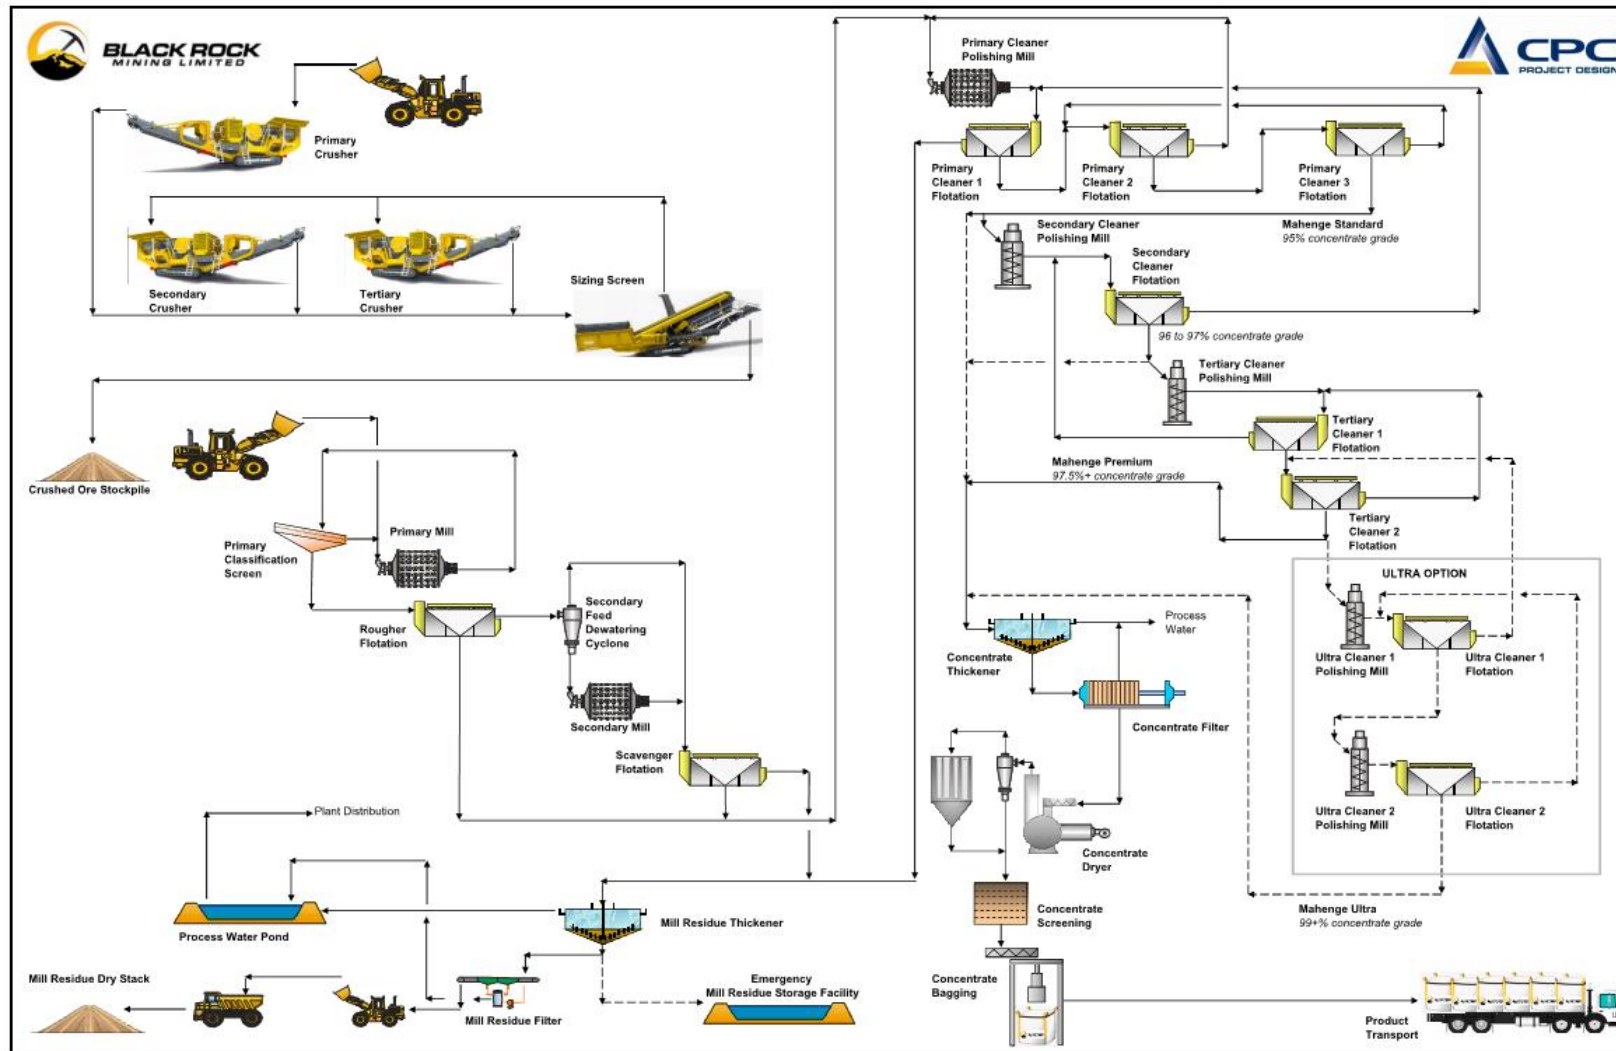 BLACK ROCK
MINING LIMITED
CPC
PROJECT DESIGN
Primary Cleaner
Polishing Mill
Primary
Crusher
Primary
Cleaner 1
Flotation
Primary
Cleaner 2
Flotation
Primary
Cleaner 3
Flotation
Mahenge Standard
95% concentrate grade
Secondary Cleaner
Polishing Mill
Secondary
Cleaner
Flotation
96 to 97% concentrate grade
Secondary
Crusher
Tertiary
Crusher
Sizing Screen
Tertiary Cleaner
Polishing Mill
Tertiary
Cleaner 1
Flotation
Mahenge Premium
97.5%+ concentrate grade
Tertiary
Cleaner 2
Flotation
Crushed Ore Stockpile
Primary
Classification
Screen
Primary Mill
Rougher
Flotation
Secondary
Feed
Dewatering
Cyclone
Secondary Mill
Scavenger
Flotation
ULTRA OPTION
Ultra Cleaner 1
Polishing Mill
Ultra Cleaner 1
Flotation
Ultra Cleaner 2
Polishing Mill
Ultra Cleaner 2
Flotation
Process
Water
Concentrate
Thickener
Concentrate Filter
Concentrate
Dryer
Concentrate
Screening
Concentrate
Bagging
Mahenge Ultra
99+% concentrate grade
Plant Distribution
Process Water Pond
Mill Residue Thickener
Mill Residue Dry Stack
Mill Residue Filter
Emergency
Mill Residue Storage Facility
Product
Transport